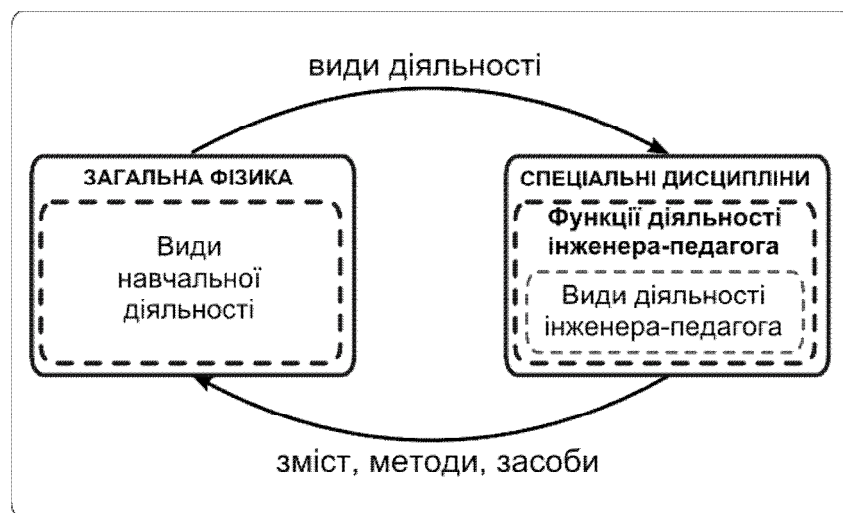 види діяльності
ЗАГАЛЬНА ФІЗИКА
Види
навчальної
діяльності
СПЕЦІАЛЬНІ ДИСЦИПЛІНИ
Функції діяльності
інженера-педагога
Види діяльності
інженера-педагога
зміст, методи, засоби